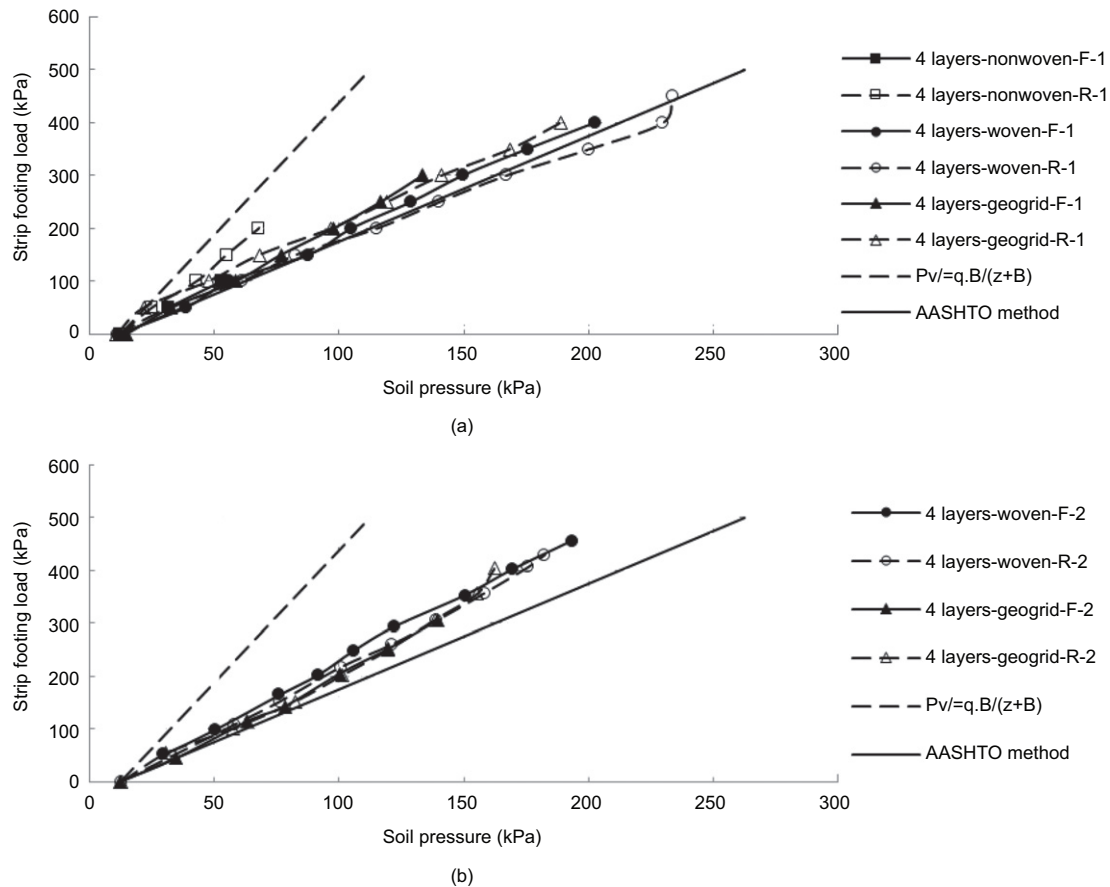 600
500
400
300
200
100
0
Strip footing load (kPa)
0 50 100 150 200 250 300
Soil pressure (kPa)
4 layers-nonwoven-F-1
4 layers-nonwoven-R-1
4 layers-woven-F-1
4 layers-woven-R-1
4 layers-geogrid-F-1
4 layers-geogrid-R-1
Pv/=q.B/(z+B)
AASHTO method
(a)
600
500
400
300
200
100
0
Strip footing load (kPa)
0 50 100 150 200 250 300
Soil pressure (kPa)
4 layers-woven-F-2
4 layers-woven-R-2
4 layers-geogrid-F-2
4 layers-geogrid-R-2
Pv/=q.B/(z+B)
AASHTO method
(b)